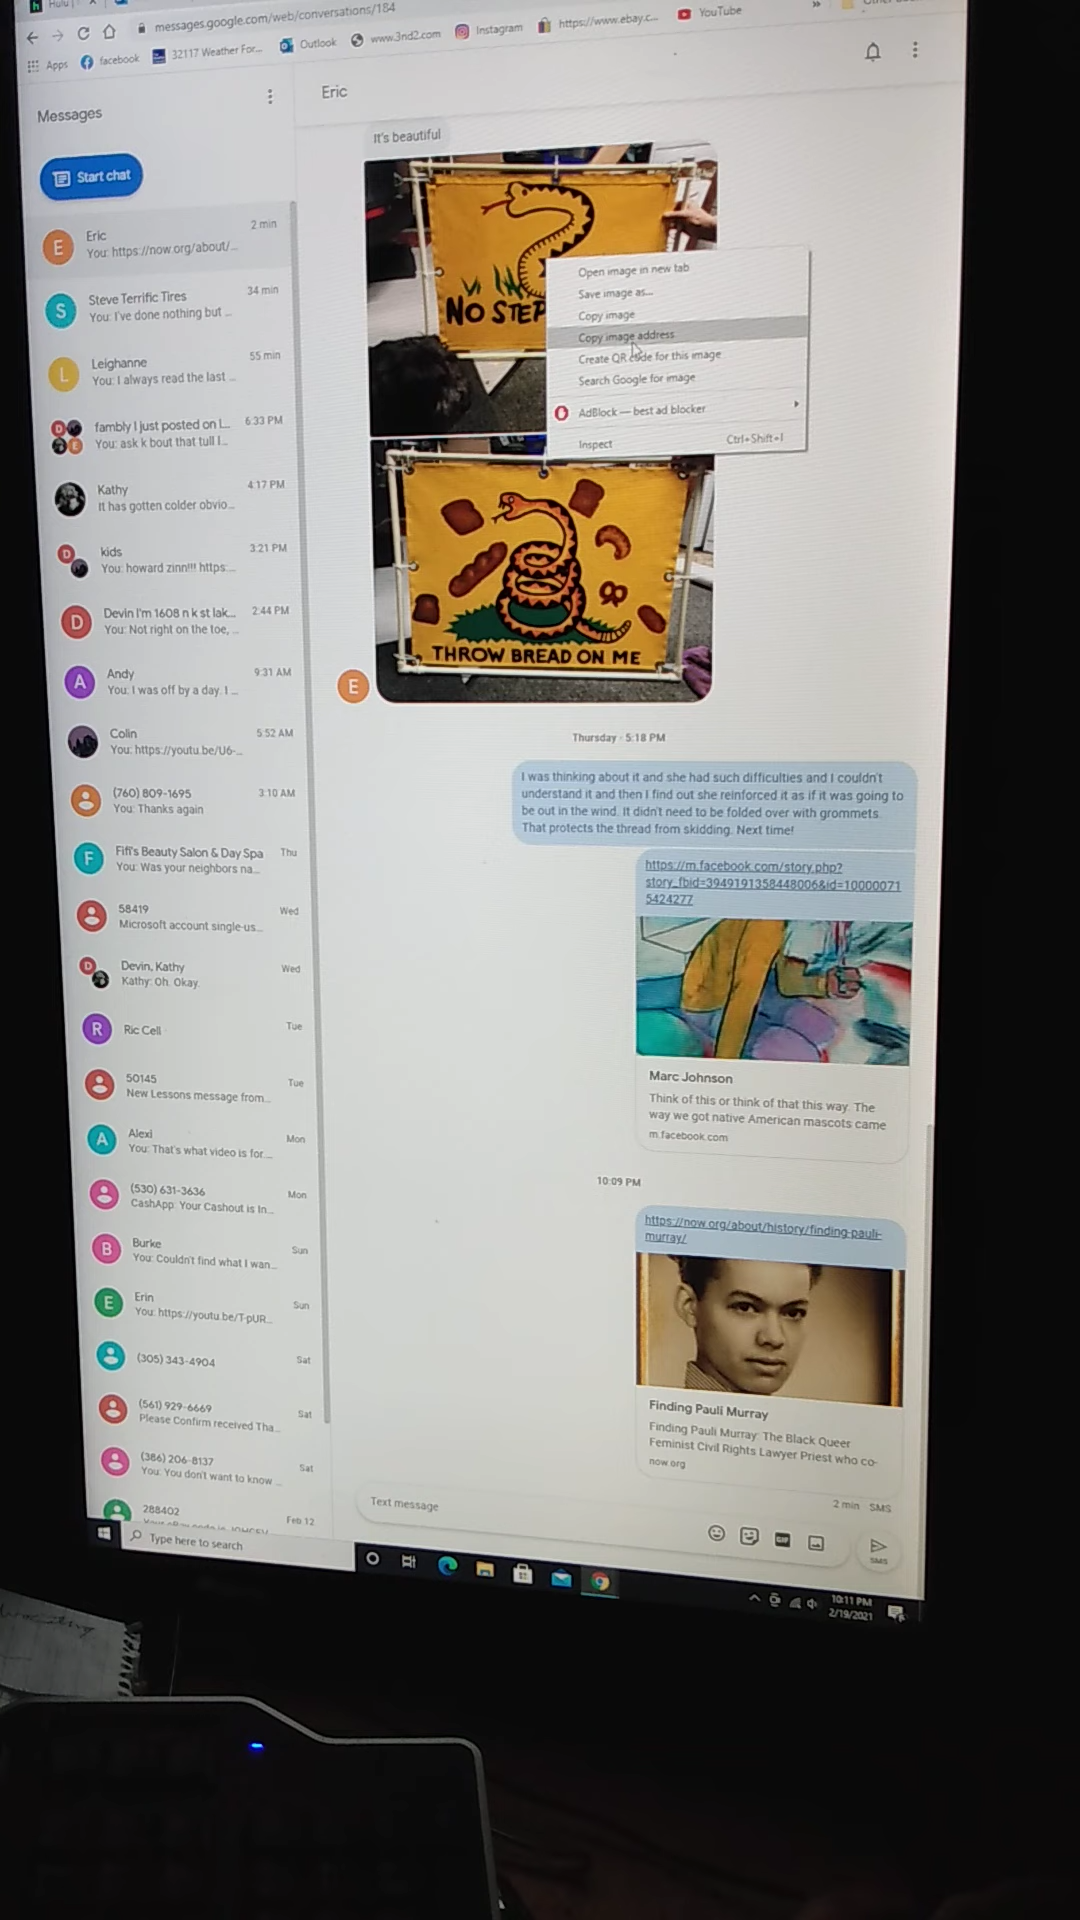 Hulu
messages.google.com/web/conversations/184
Apps
facebook
32117 Weather For...
Outlook
www.3nd2.com
Instagram
https://www.ebay.c...
YouTube
»
Messages
Start chat
E
Eric
2 min
You: https://now.org/about/...
S
Steve Terrific Tires
34 min
You: I've done nothing but ...
L
Leighanne
55 min
You: I always read the last ...
D
E
fambly I just posted on l...
6:33 PM
You: ask k bout that tull l...
Kathy
4:17 PM
It has gotten colder obvio...
D
kids
3:21 PM
You: howard zinn!!! https:...
D
Devin I'm 1608 n k st lak...
2:44 PM
You: Not right on the toe, ...
A
Andy
9:31 AM
You: I was off by a day. I ...
Colin
5:52 AM
You: https://youtu.be/U6-...
(760) 809-1695
3:10 AM
You: Thanks again
F
Fifi's Beauty Salon & Day Spa
Thu
You: Was your neighbors na...
58419
Wed
Microsoft account single-us...
D
Devin, Kathy
Wed
Kathy: Oh. Okay.
R
Ric Cell
Tue
50145
Tue
New Lessons message from...
A
Alexi
Mon
You: That's what video is for....
(530) 631-3636
Mon
CashApp: Your Cashout is In...
B
Burke
Sun
You: Couldn't find what I wan...
E
Erin
Sun
You: https://youtu.be/T-pUR...
(305) 343-4904
Sat
(561) 929-6669
Sat
Please Confirm received Tha...
(386) 206-8137
Sat
You: You don't want to know ...
288402
Feb 12
Eric
It's beautiful
NO STEP
Open image in new tab
Save image as...
Copy image
Copy image address
Create QR code for this image
Search Google for image
AdBlock — best ad blocker
Inspect
Ctrl+Shift+I
THROW BREAD ON ME
E
Thursday · 5:18 PM
I was thinking about it and she had such difficulties and I couldn't
understand it and then I find out she reinforced it as if it was going to
be out in the wind. It didn't need to be folded over with grommets.
That protects the thread from skidding. Next time!
https://m.facebook.com/story.php?
story_fbid=3949191358448006&id=10000071
5424277
Marc Johnson
Think of this or think of that this way. The
way we got native American mascots came
m.facebook.com
10:09 PM
https://now.org/about/history/finding-pauli-
murray/
Finding Pauli Murray
Finding Pauli Murray: The Black Queer
Feminist Civil Rights Lawyer Priest who co-
now.org
2 min · SMS
Text message
GIF
SMS
Type here to search
10:11 PM
2/19/2021